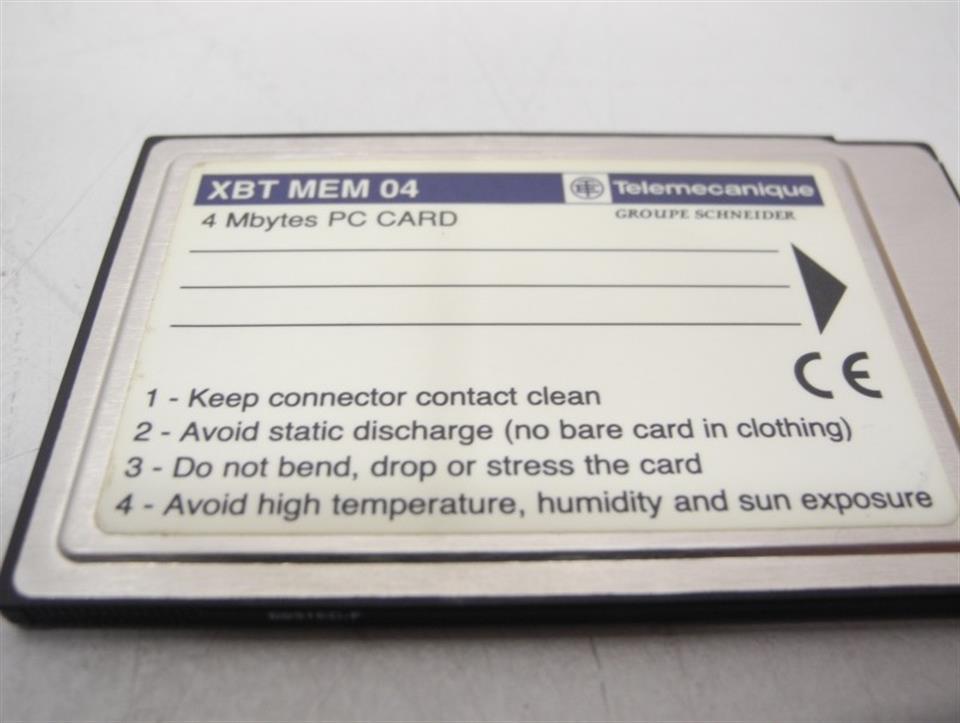 XBT MEM 04 Telemecanique
4 Mbytes PC CARD GROUPE SCHNEIDER
CE
1 - Keep connector contact clean
2 - Avoid static discharge (no bare card in clothing)
3 - Do not bend, drop or stress the card
4 - Avoid high temperature, humidity and sun exposure